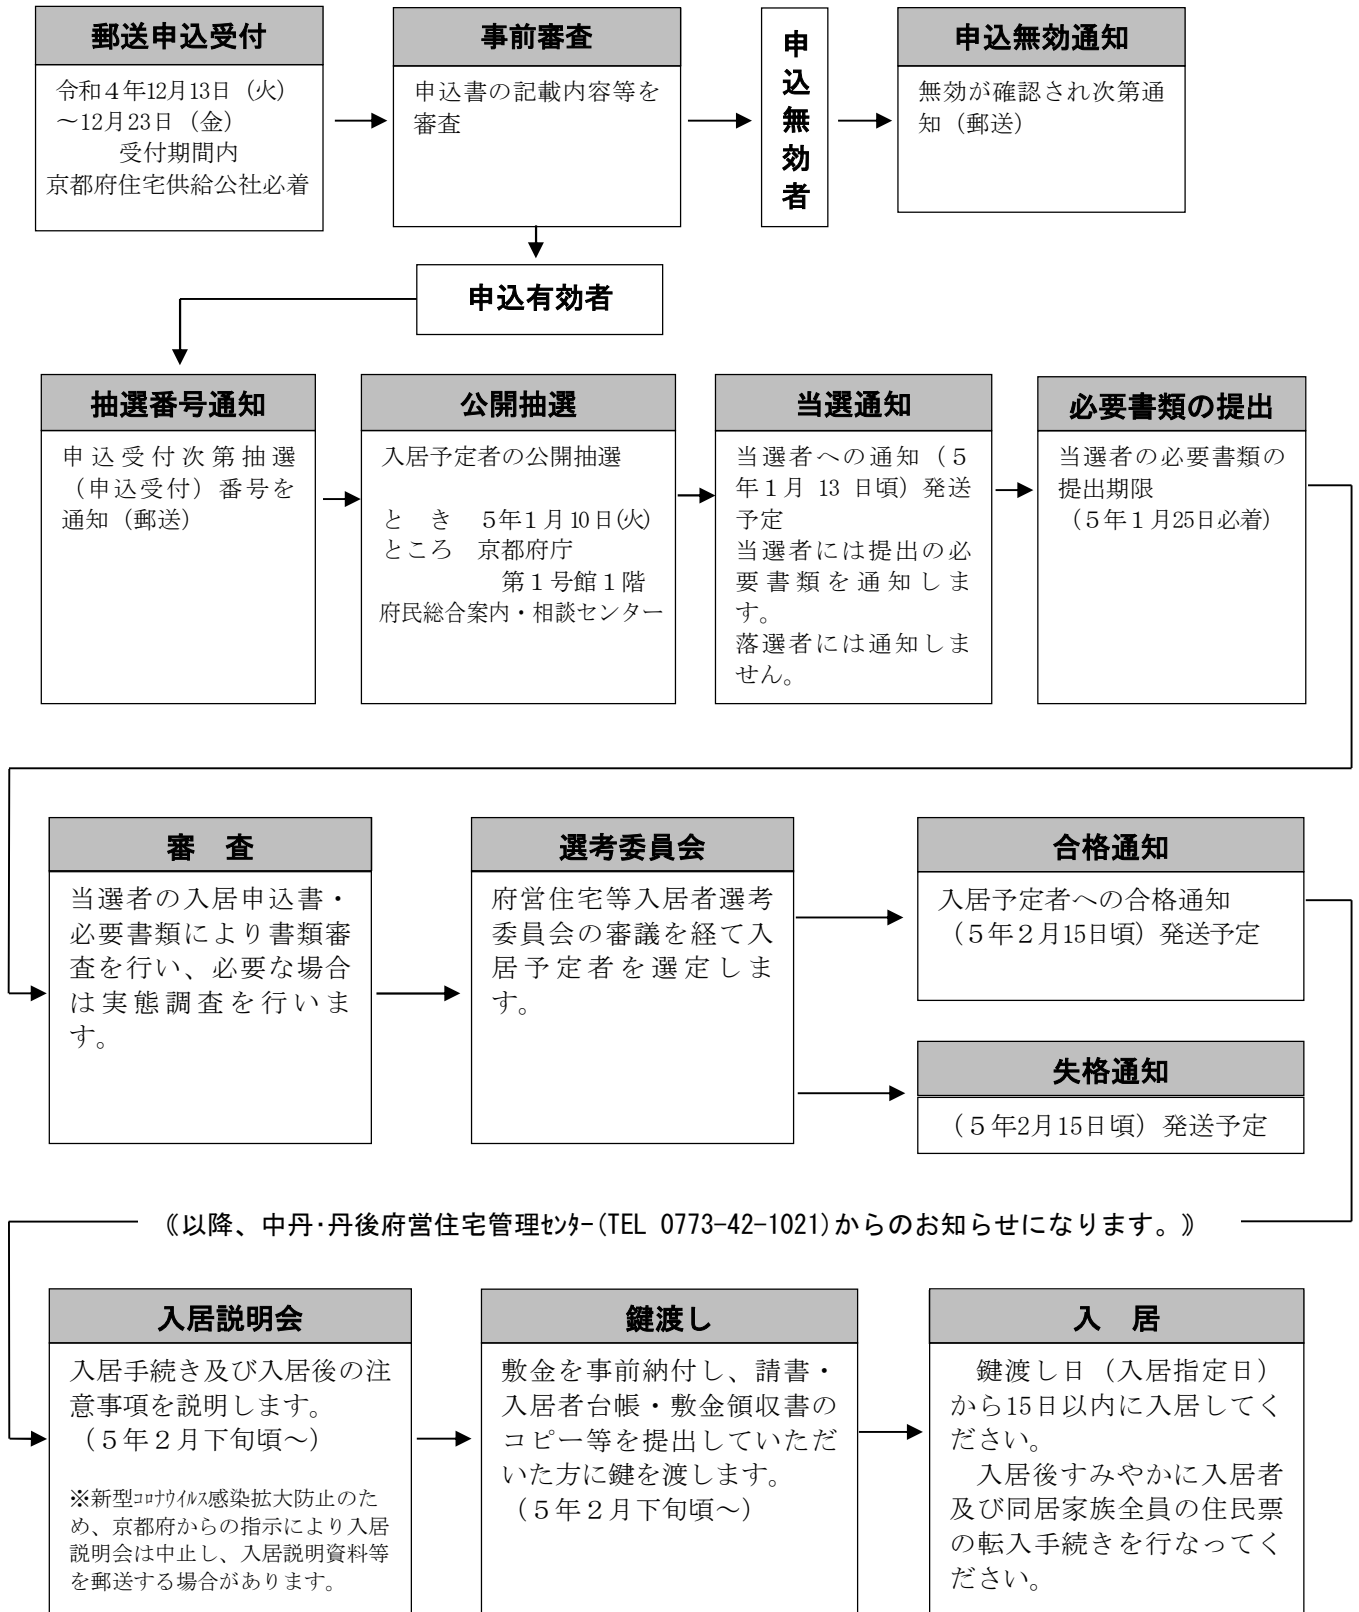 郵送申込受付
令和４年12月13日（火）
～12月23日（金）
受付期間内
京都府住宅供給公社必着
事前審査
申込書の記載内容等を
審査
申込無効者
申込無効通知
無効が確認され次第通
知（郵送）
申込有効者
抽選番号通知
申込受付次第抽選
（申込受付）番号を
通知（郵送）
公開抽選
入居予定者の公開抽選
と　き　５年１月10日(火)
ところ　京都府庁
第１号館１階
府民総合案内・相談センター
当選通知
当選者への通知（５
年１月 13 日頃）発送
予定
当選者には提出の必
要書類を通知しま
す。
落選者には通知しま
せん。
必要書類の提出
当選者の必要書類の
提出期限
（５年１月25日必着）
審　査
当選者の入居申込書・
必要書類により書類審
査を行い、必要な場合
は実態調査を行いま
す。
選考委員会
府営住宅等入居者選考
委員会の審議を経て入
居予定者を選定しま
す。
合格通知
入居予定者への合格通知
（５年２月15日頃）発送予定
失格通知
（５年2月15日頃）発送予定
《以降、中丹･丹後府営住宅管理ｾﾝﾀｰ(TEL 0773-42-1021)からのお知らせになります。》
入居説明会
入居手続き及び入居後の注
意事項を説明します。
（５年２月下旬頃～）
※新型ｺﾛﾅｳｲﾙｽ感染拡大防止のた
め、京都府からの指示により入居
説明会は中止し、入居説明資料等
を郵送する場合があります。
鍵渡し
敷金を事前納付し、請書・
入居者台帳・敷金領収書の
コピー等を提出していただ
いた方に鍵を渡します。
（５年２月下旬頃～）
入　居
鍵渡し日（入居指定日）
から15日以内に入居してく
ださい。
入居後すみやかに入居者
及び同居家族全員の住民票
の転入手続きを行なってく
ださい。